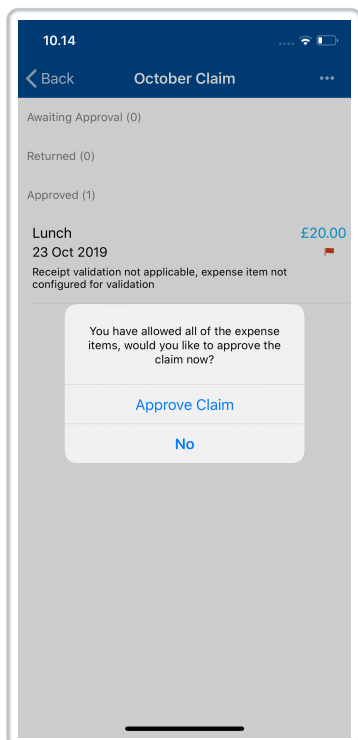 10.14
Back
October Claim
Awaiting Approval (0)
Returned (0)
Approved (1)
Lunch
£20.00
23 Oct 2019
Receipt validation not applicable, expense item not
configured for validation
You have allowed all of the expense
items, would you like to approve the
claim now?
Approve Claim
No